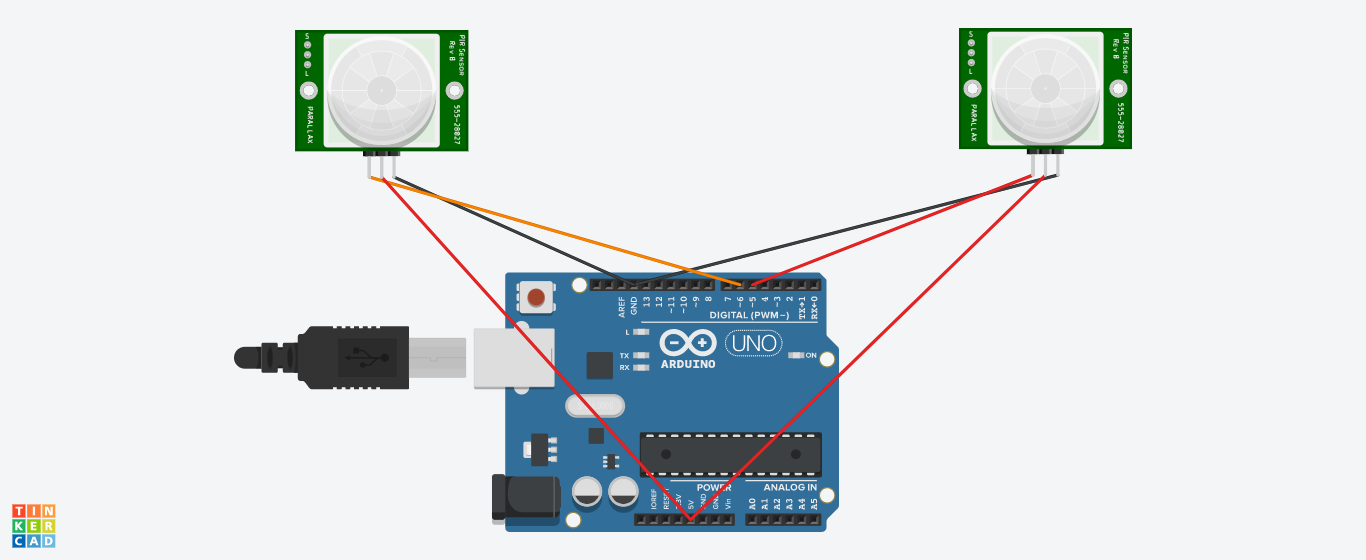 S
L
PARALLAX
PIR SENSOR
REV B
555-28027
S
L
PARALLAX
PIR SENSOR
REV B
555-28027
AREF
GND
13
12
~11
~10
~9
8
7
~6
~5
4
~3
2
TX→1
RX←0
DIGITAL (PWM~)
L
TX
RX
ARDUINO
UNO
ON
POWER
ANALOG IN
IOREF
RESET
3.3V
5V
GND
GND
Vin
A0
A1
A2
A3
A4
A5
TIN
KER
CAD